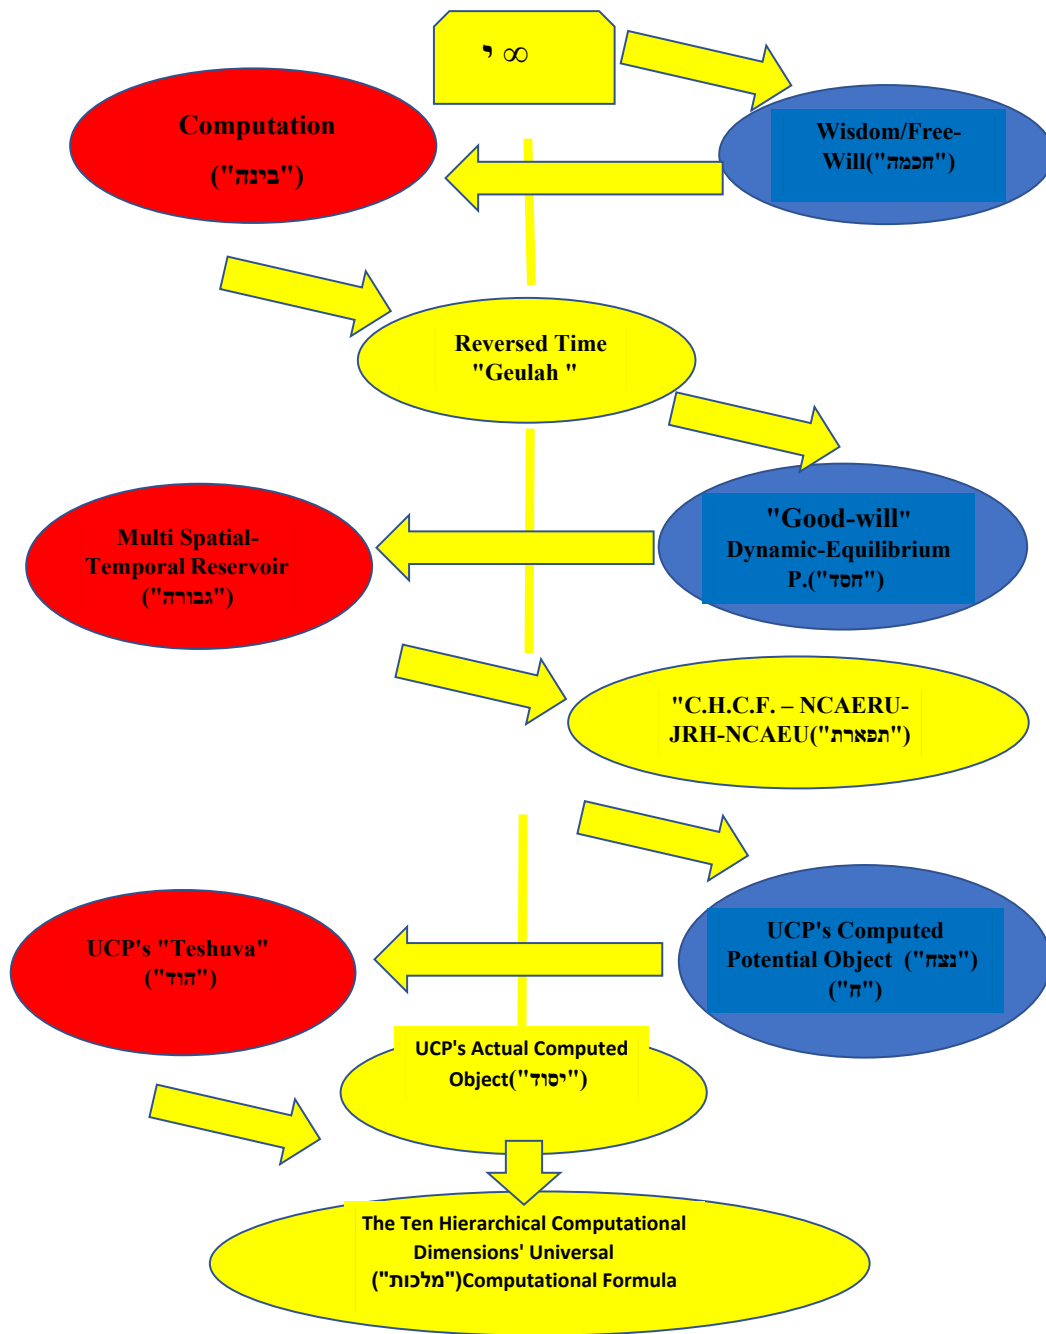 ∞ י
Computation
("בינה")
Wisdom/Free-
Will("חכמה")
Reversed Time
"Geulah "
Multi Spatial-
Temporal Reservoir
("גבורה")
"Good-will"
Dynamic-Equilibrium
P.("חסד")
"C.H.C.F. – NCAERU-
JRH-NCAEU("תפארת")
UCP's "Teshuva"
("הוד")
UCP's Computed
Potential Object ("נצח")
("ח")
UCP's Actual Computed
Object("יסוד")
The Ten Hierarchical Computational
Dimensions' Universal
("מלכות")Computational Formula